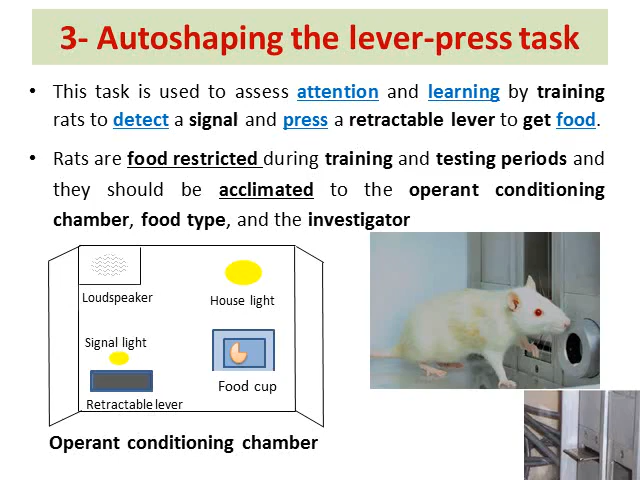 3- Autoshaping the lever-press task
• This task is used to assess attention and learning by training
rats to detect a signal and press a retractable lever to get food.
• Rats are food restricted during training and testing periods and
they should be acclimated to the operant conditioning
chamber, food type, and the investigator
Loudspeaker
House light
Signal light
Food cup
Retractable lever
Operant conditioning chamber